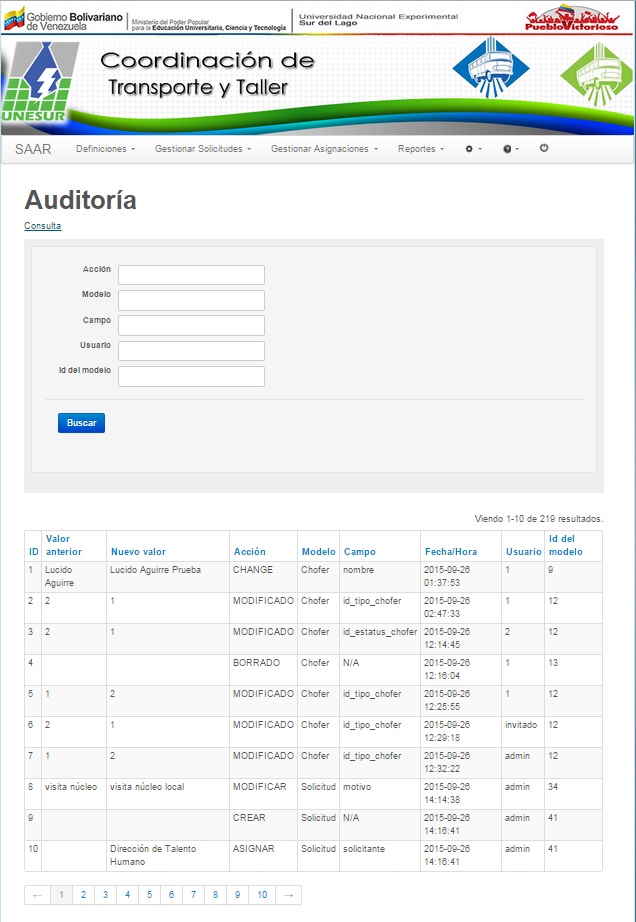 Gobierno Bolivariano
de Venezuela
Ministerio del Poder Popular
para la Educación Universitaria, Ciencia y Tecnología
Universidad Nacional Experimental
Sur del Lago
PuebloVictorioso
UNESUR
Coordinación de
Transporte y Taller
SAAR Definiciones Gestionar Solicitudes Gestionar Asignaciones Reportes
Auditoría
Consulta
Acción
Modelo
Campo
Usuario
Id del modelo
Buscar
Viendo 1-10 de 219 resultados.
ID Valor anterior Nuevo valor Acción Modelo Campo Fecha/Hora Usuario Id del modelo
1 Lucido Aguirre Lucido Aguirre Prueba CHANGE Chofer nombre 2015-09-26 01:37:53 1 9
2 2 1 MODIFICADO Chofer id_tipo_chofer 2015-09-26 02:47:33 1 12
3 2 1 MODIFICADO Chofer id_estatus_chofer 2015-09-26 12:14:45 2 12
4 BORRADO Chofer N/A 2015-09-26 12:16:04 1 13
5 1 2 MODIFICADO Chofer id_tipo_chofer 2015-09-26 12:25:55 1 12
6 2 1 MODIFICADO Chofer id_tipo_chofer 2015-09-26 12:29:18 invitado 12
7 1 2 MODIFICADO Chofer id_tipo_chofer 2015-09-26 12:32:22 admin 12
8 visita núcleo visita núcleo local MODIFICAR Solicitud motivo 2015-09-26 14:14:38 admin 34
9 CREAR Solicitud N/A 2015-09-26 14:16:41 admin 41
10 Dirección de Talento Humano ASIGNAR Solicitud solicitante 2015-09-26 14:16:41 admin 41
← 1 2 3 4 5 6 7 8 9 10 →